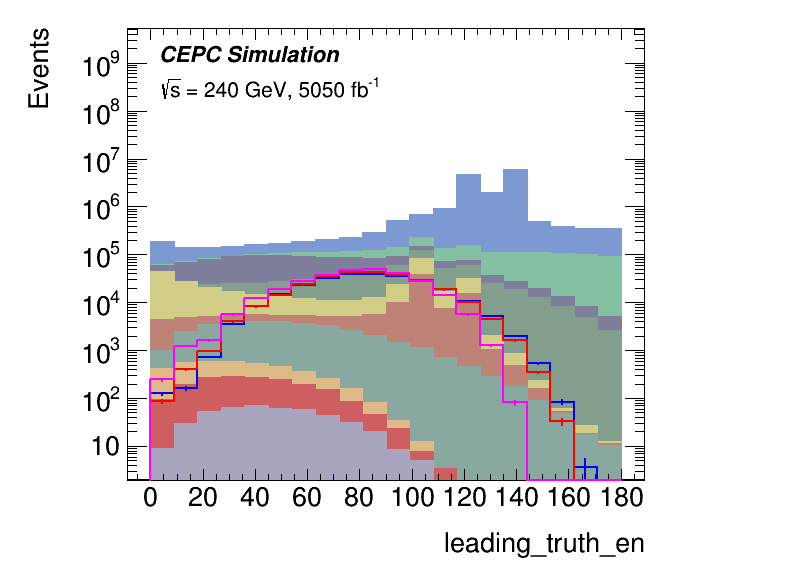 Events
CEPC Simulation
√s = 240 GeV, 5050 fb⁻¹
10⁹
10⁸
10⁷
10⁶
10⁵
10⁴
10³
10²
10
0 20 40 60 80 100 120 140 160 180
leading_truth_en